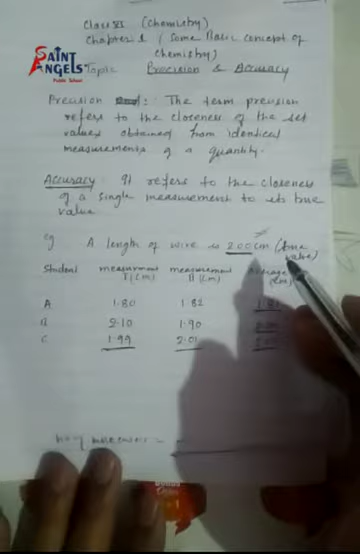 Class XI (Chemistry)
Chapter 1 (Some Basic concept of
Chemistry)
SAINT
ANGELS
Public School
Topic Precision & Accuracy
Precision : The term precision
refers to the closeness of the set
values obtained from identical
measurements of a quantity.
Accuracy : It refers to the closeness
of a single measurement to its true
value
eg A length of wire is 2.00 cm (true
value)
Student measurment measurment average
I (cm) II (cm) (cm)
A 1.80 1.82
B 2.10 1.90
C 1.99 2.01